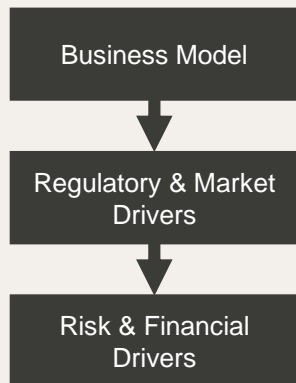 Business Model
Regulatory & Market
Drivers
Risk & Financial
Drivers